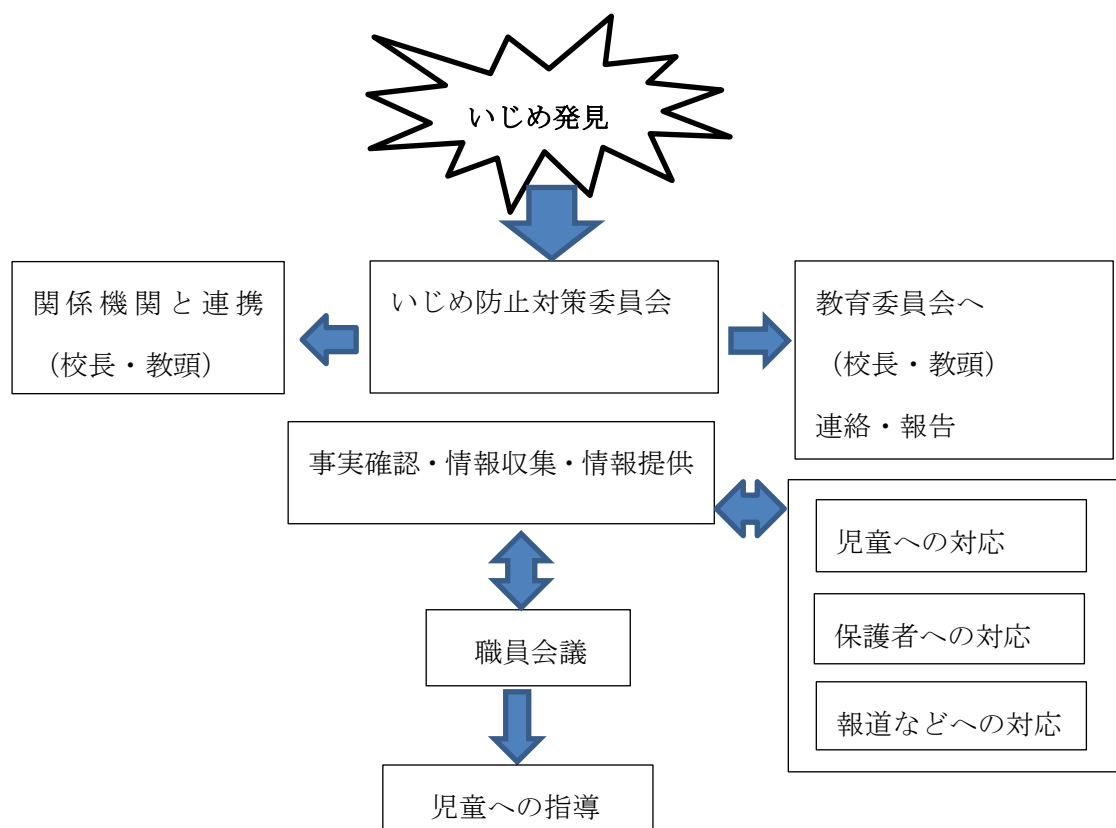 いじめ発見
関係機関と連携
（校長・教頭）
いじめ防止対策委員会
教育委員会へ
（校長・教頭）
連絡・報告
事実確認・情報収集・情報提供
児童への対応
保護者への対応
報道などへの対応
職員会議
児童への指導